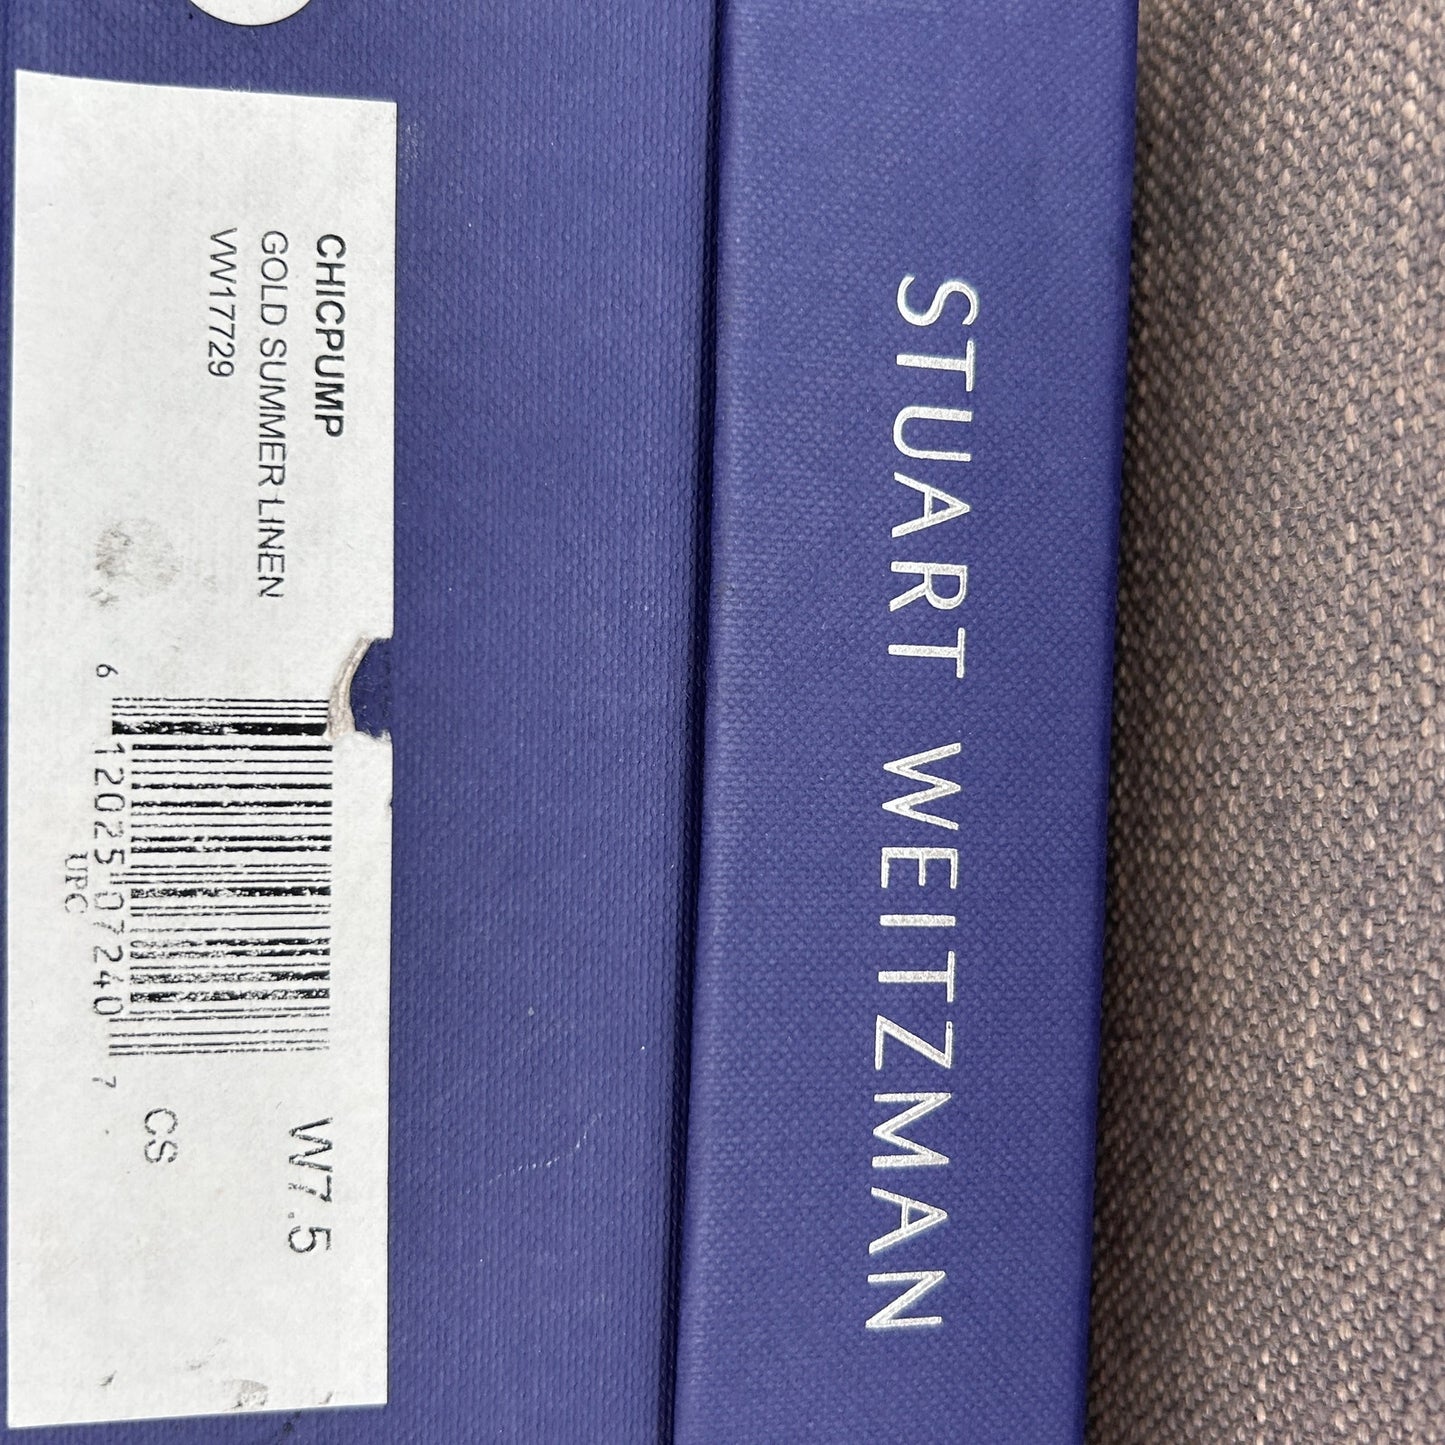 STUART WEITZMAN
CHICPUMP
GOLD SUMMER LINEN
VW17729
6 12025 07240 7
UPC
W7.5
CS